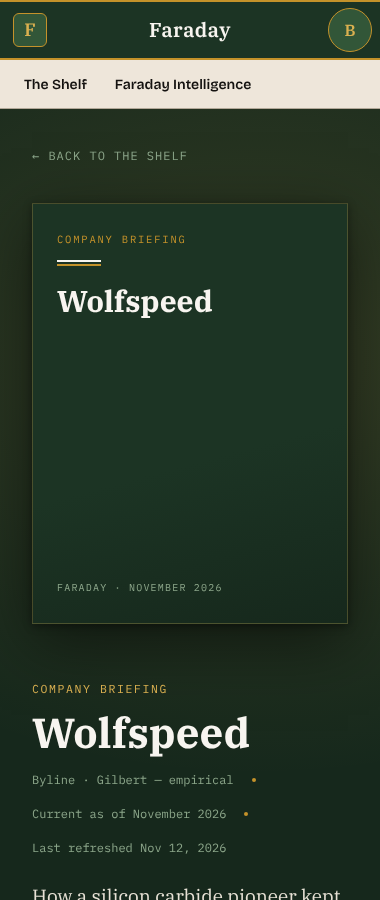 F
Faraday
B
The Shelf Faraday Intelligence
← BACK TO THE SHELF
COMPANY BRIEFING
Wolfspeed
FARADAY · NOVEMBER 2026
COMPANY BRIEFING
Wolfspeed
Byline · Gilbert — empirical •
Current as of November 2026 •
Last refreshed Nov 12, 2026
How a silicon carbide pioneer kept